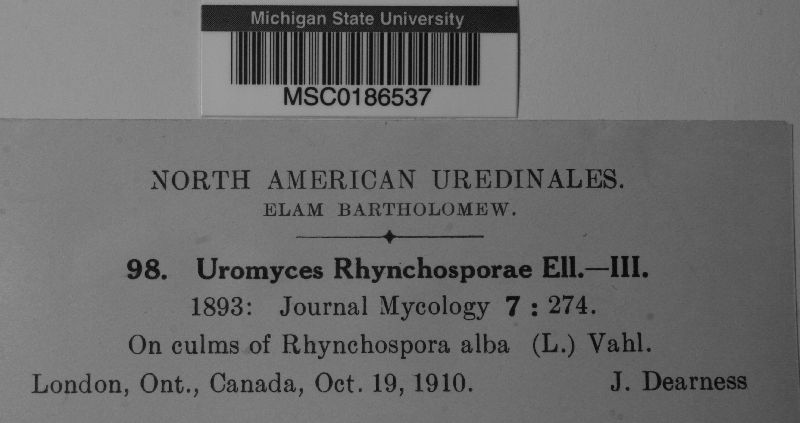 Michigan State University
MSC0186537
NORTH AMERICAN UREDINALES.
ELAM BARTHOLOMEW.
98. Uromyces Rhynchosporae Ell.—III.
1893: Journal Mycology 7 : 274.
On culms of Rhynchospora alba (L.) Vahl.
London, Ont., Canada, Oct. 19, 1910. J. Dearness